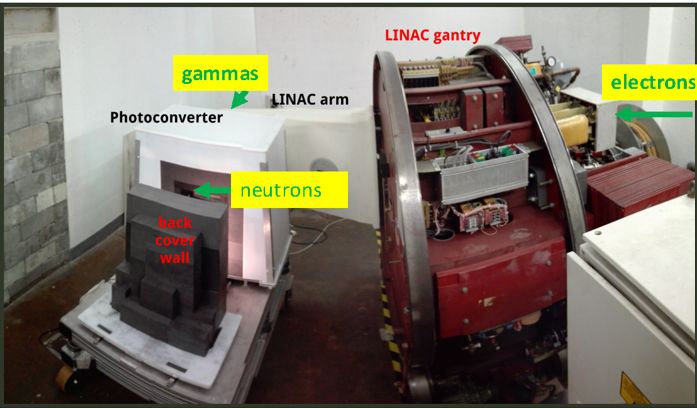 LINAC gantry
gammas
electrons
LINAC arm
Photoconverter
neutrons
back
cover
wall